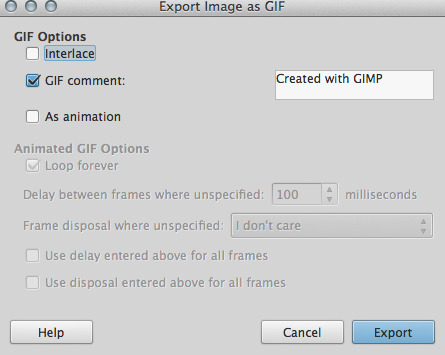 Export Image as GIF
GIF Options
Interlace
GIF comment: Created with GIMP
As animation
Animated GIF Options
Loop forever
Delay between frames where unspecified: 100 milliseconds
Frame disposal where unspecified: I don't care
Use delay entered above for all frames
Use disposal entered above for all frames
Help Cancel Export